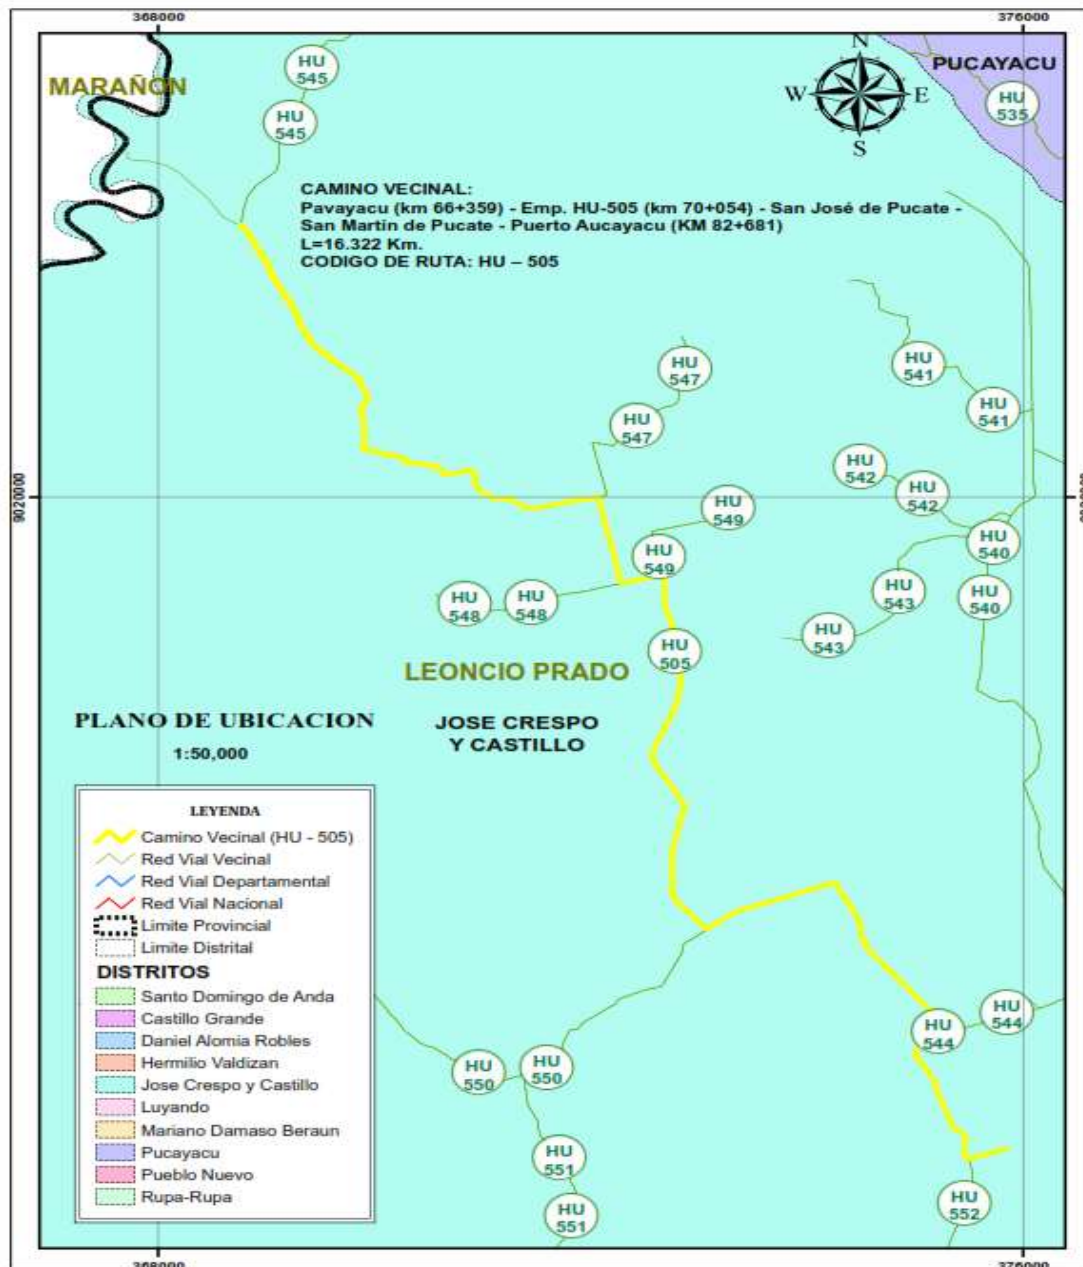 368000
376000
MARAÑON
HU
545
HU
545
N
W
E
S
PUCAYACU
HU
535
CAMINO VECINAL:
Pavayacu (km 66+359) - Emp. HU-505 (km 70+054) - San José de Pucate -
San Martín de Pucate - Puerto Aucayacu (KM 82+681)
L=16.322 Km.
CODIGO DE RUTA: HU – 505
HU
547
HU
547
HU
541
HU
541
HU
542
HU
542
9020000
HU
549
HU
549
HU
540
HU
540
HU
548
HU
548
HU
543
HU
543
HU
505
LEONCIO PRADO
JOSE CRESPO
Y CASTILLO
PLANO DE UBICACION
1:50,000
LEYENDA
Camino Vecinal (HU - 505)
Red Vial Vecinal
Red Vial Departamental
Red Vial Nacional
Limite Provincial
Limite Distrital
DISTRITOS
Santo Domingo de Anda
Castillo Grande
Daniel Alomia Robles
Hermilio Valdizan
Jose Crespo y Castillo
Luyando
Mariano Damaso Beraun
Pucayacu
Pueblo Nuevo
Rupa-Rupa
HU
544
HU
544
HU
550
HU
550
HU
551
HU
551
HU
552
368000
376000